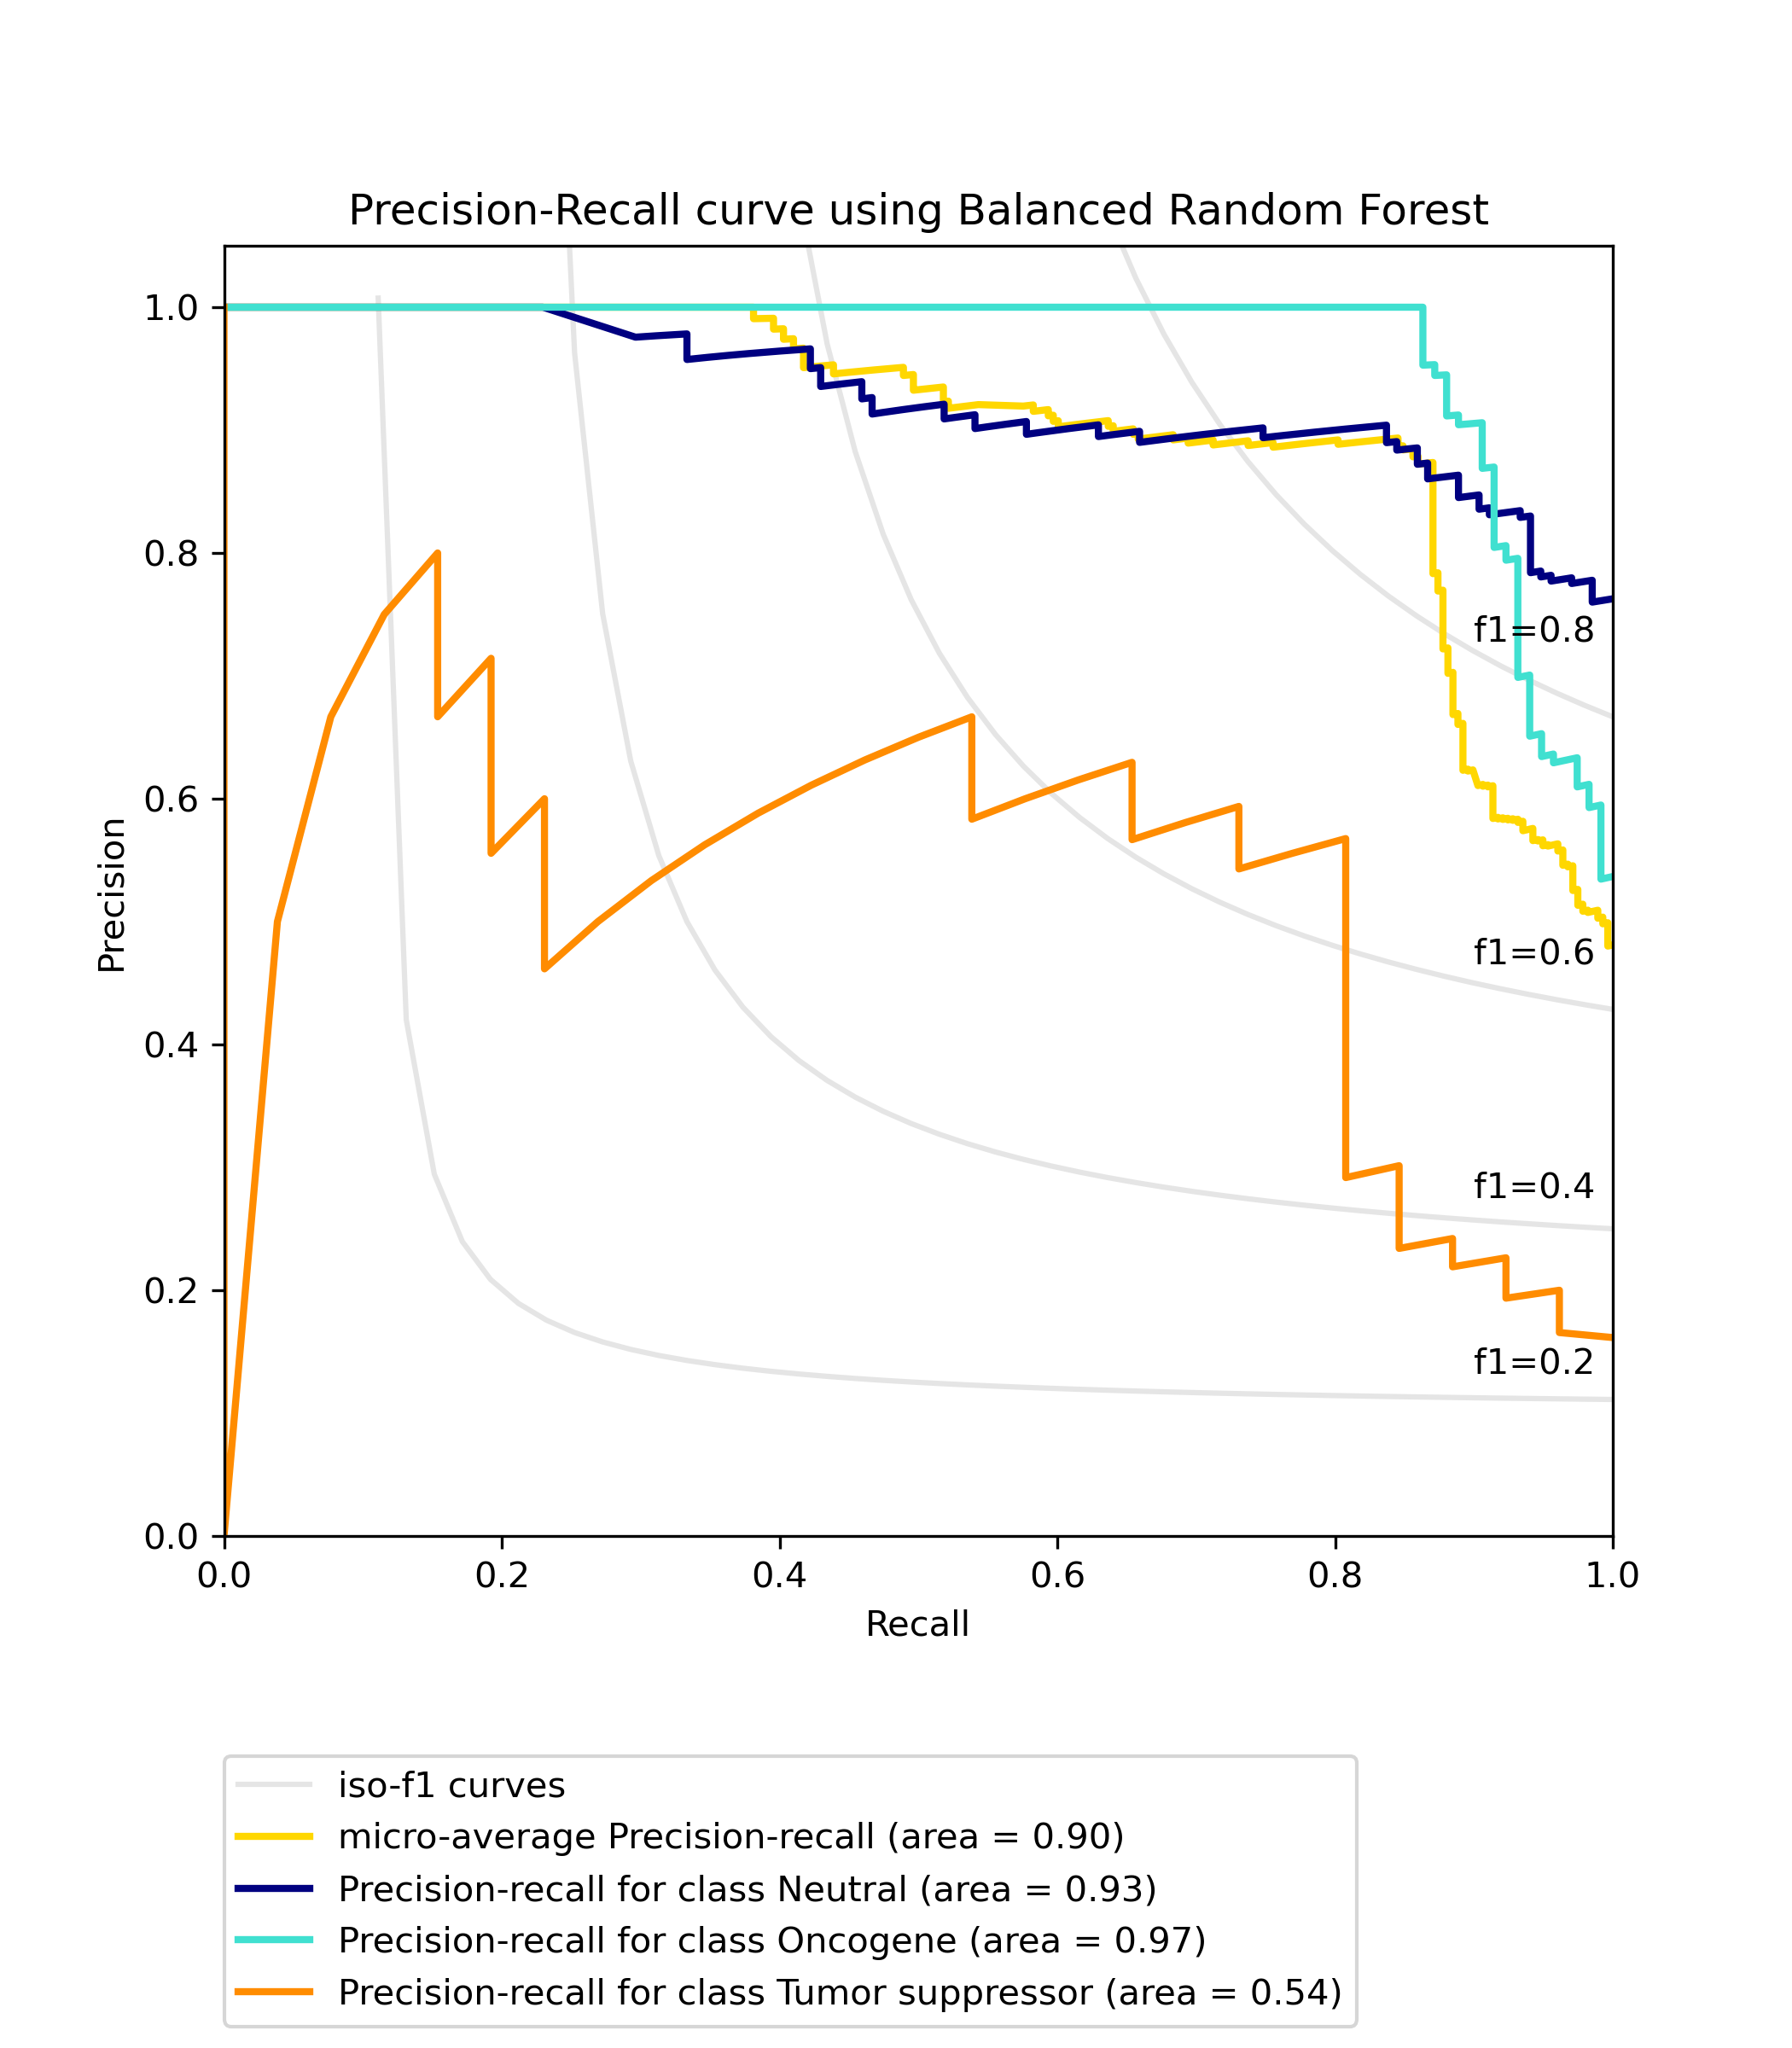 Precision-Recall curve using Balanced Random Forest
1.0
0.8
f1=0.8
0.6
Precision
f1=0.6
0.4
f1=0.4
0.2
f1=0.2
0.0
0.0 0.2 0.4 0.6 0.8 1.0
Recall
iso-f1 curves
micro-average Precision-recall (area = 0.90)
Precision-recall for class Neutral (area = 0.93)
Precision-recall for class Oncogene (area = 0.97)
Precision-recall for class Tumor suppressor (area = 0.54)